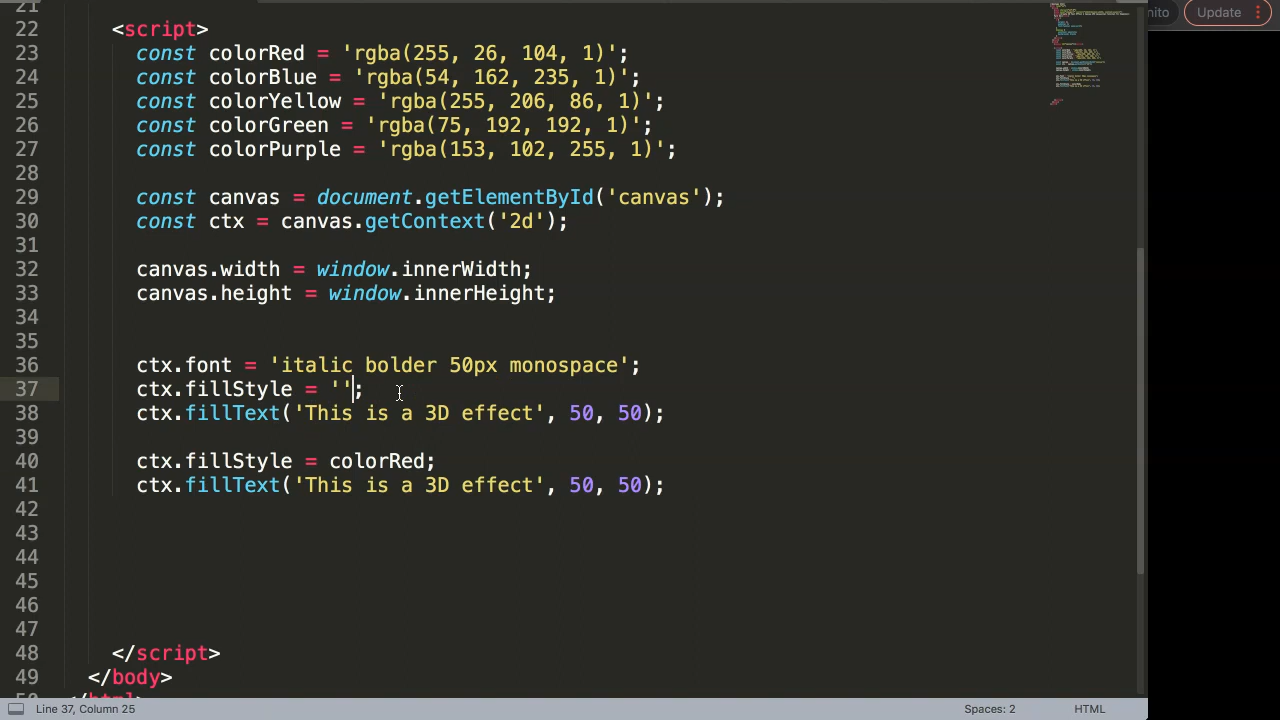 21
22 <script>
23 const colorRed = 'rgba(255, 26, 104, 1)';
24 const colorBlue = 'rgba(54, 162, 235, 1)';
25 const colorYellow = 'rgba(255, 206, 86, 1)';
26 const colorGreen = 'rgba(75, 192, 192, 1)';
27 const colorPurple = 'rgba(153, 102, 255, 1)';
28
29 const canvas = document.getElementById('canvas');
30 const ctx = canvas.getContext('2d');
31
32 canvas.width = window.innerWidth;
33 canvas.height = window.innerHeight;
34
35
36 ctx.font = 'italic bolder 50px monospace';
37 ctx.fillStyle = '';
38 ctx.fillText('This is a 3D effect', 50, 50);
39
40 ctx.fillStyle = colorRed;
41 ctx.fillText('This is a 3D effect', 50, 50);
42
43
44
45
46
47
48 </script>
49 </body>
50 </html>
Update
Line 37, Column 25
Spaces: 2
HTML